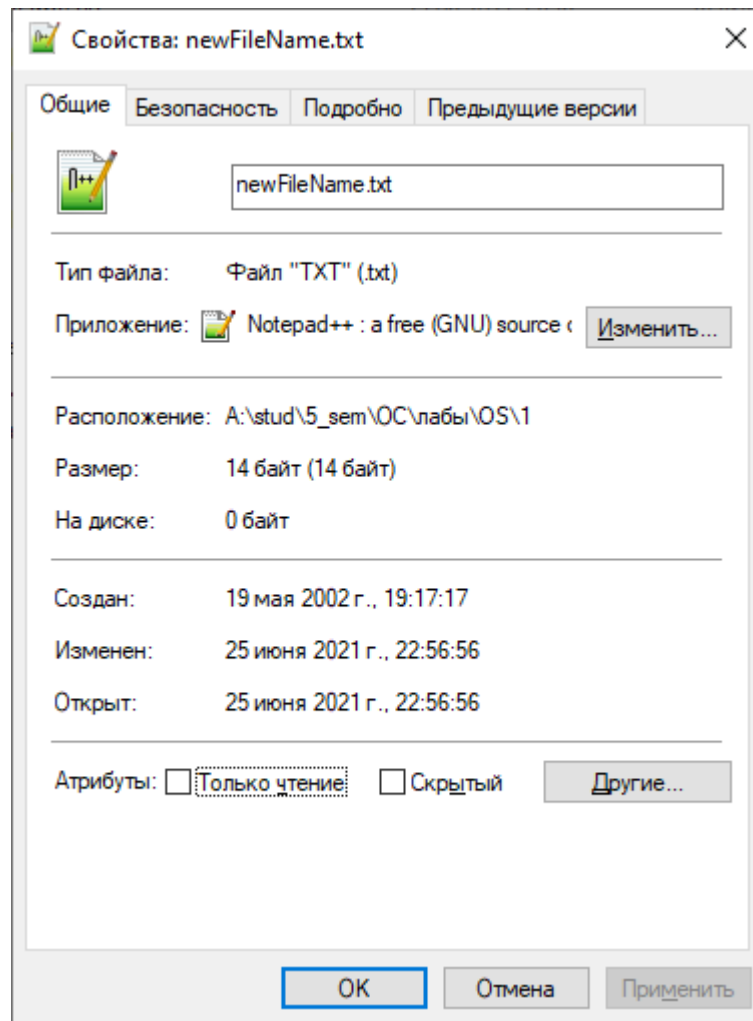 Свойства: newFileName.txt
Общие Безопасность Подробно Предыдущие версии
newFileName.txt
Тип файла: Файл "TXT" (.txt)
Приложение: Notepad++ : a free (GNU) source c Изменить...
Расположение: A:\stud\5_sem\ОС\лабы\OS\1
Размер: 14 байт (14 байт)
На диске: 0 байт
Создан: 19 мая 2002 г., 19:17:17
Изменен: 25 июня 2021 г., 22:56:56
Открыт: 25 июня 2021 г., 22:56:56
Атрибуты: Только чтение Скрытый Другие...
ОК Отмена Применить